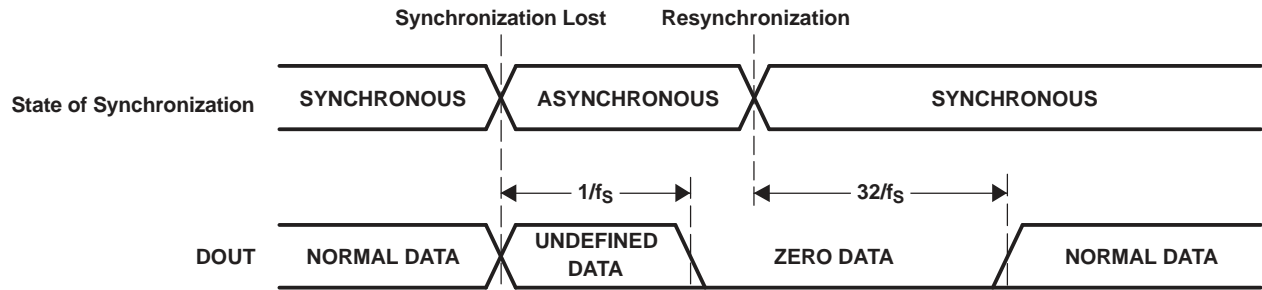 Synchronization Lost
Resynchronization
State of Synchronization
SYNCHRONOUS
ASYNCHRONOUS
SYNCHRONOUS
1/fS
32/fS
DOUT
NORMAL DATA
UNDEFINED
DATA
ZERO DATA
NORMAL DATA